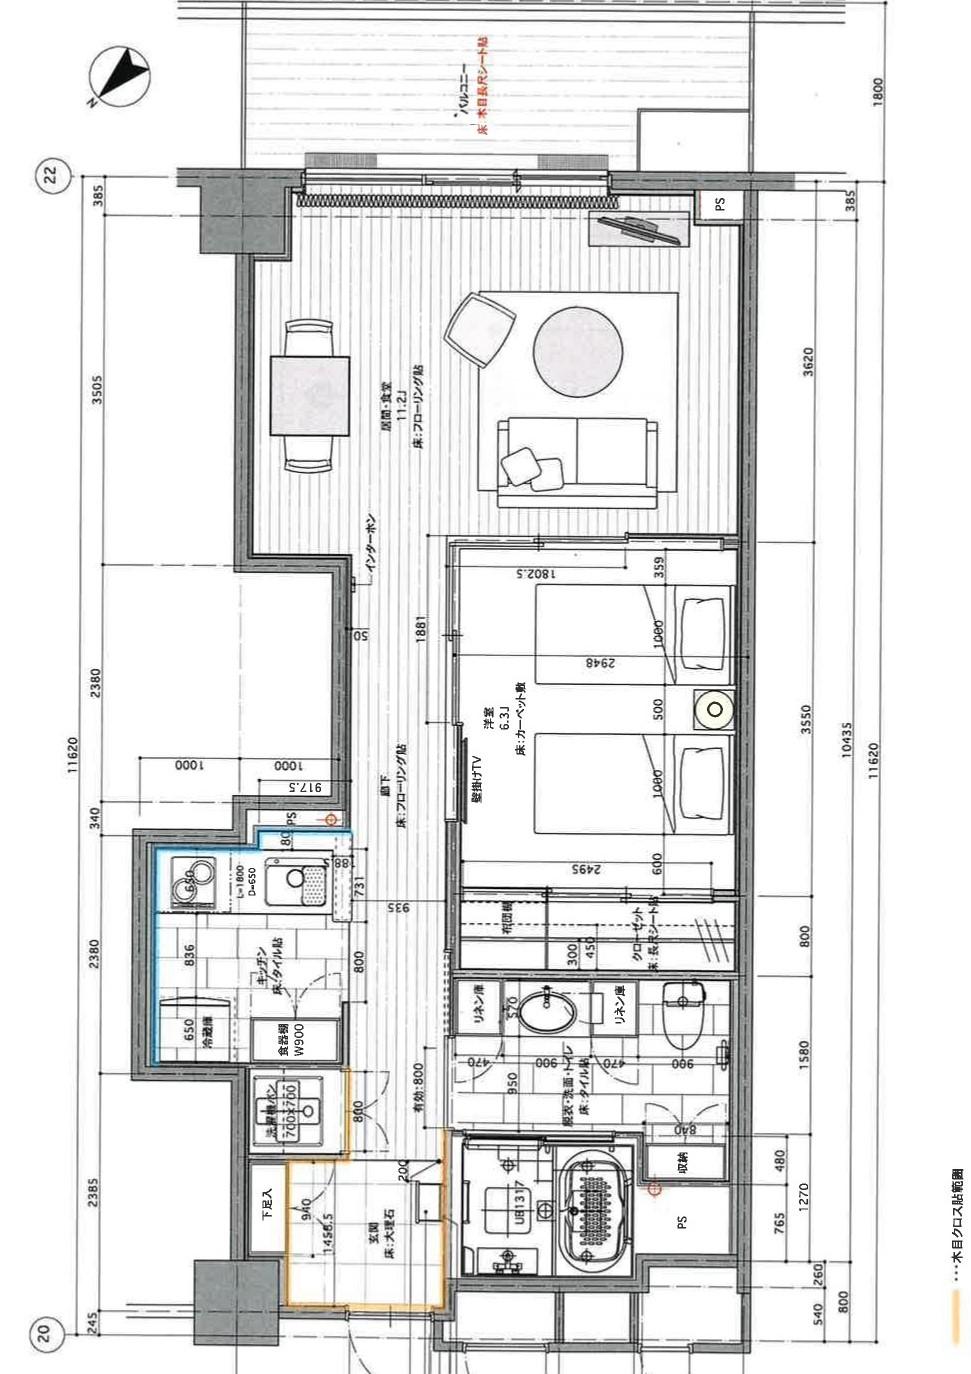 N
22
20
バルコニー
床:木目長尺シート貼
1800
385
385
PS
3505
3620
居間・食堂
11.2J
床:フローリング貼
インターホン
50
1802.5
359
1881
1000
2948
洋室
6.3J
床:カーペット敷
500
3550
10435
11620
11620
2380
1000
1000
917.5
廊下
床:フローリング貼
壁掛けTV
1000
340
PS
80
650
L=1800
D=650
731
935
2495
600
布団棚
クローゼット
床:長尺シート貼
300
450
800
2380
836
キッチン
床:タイル貼
800
650
冷蔵庫
食器棚
W900
リネン庫
570
リネン庫
470
900
470
900
950
脱衣・洗面・トイレ
床:タイル貼
1580
有効:800
800
洗濯機パン
700×700
840
収納
480
2385
下足入
940
1456.5
玄関
床:大理石
200
UB1317
PS
765
1270
245
260
540
800
・・・木目クロス貼範囲